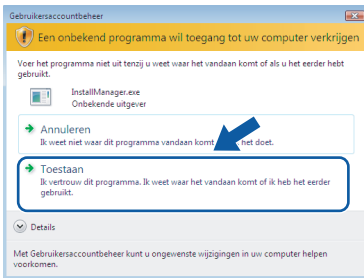 Gebruikersaccountbeheer
Een onbekend programma wil toegang tot uw computer verkrijgen
Voer het programma niet uit tenzij u weet waar het vandaan komt of als u het eerder hebt
gebruikt.
InstallManager.exe
Onbekende uitgever
Annuleren
Ik weet niet waar dit programma vandaan komt het doet.
Toestaan
Ik vertrouw dit programma. Ik weet waar het vandaan komt of ik heb het eerder
gebruikt.
Details
Met Gebruikersaccountbeheer kunt u ongewenste wijzigingen in uw computer helpen
voorkomen.